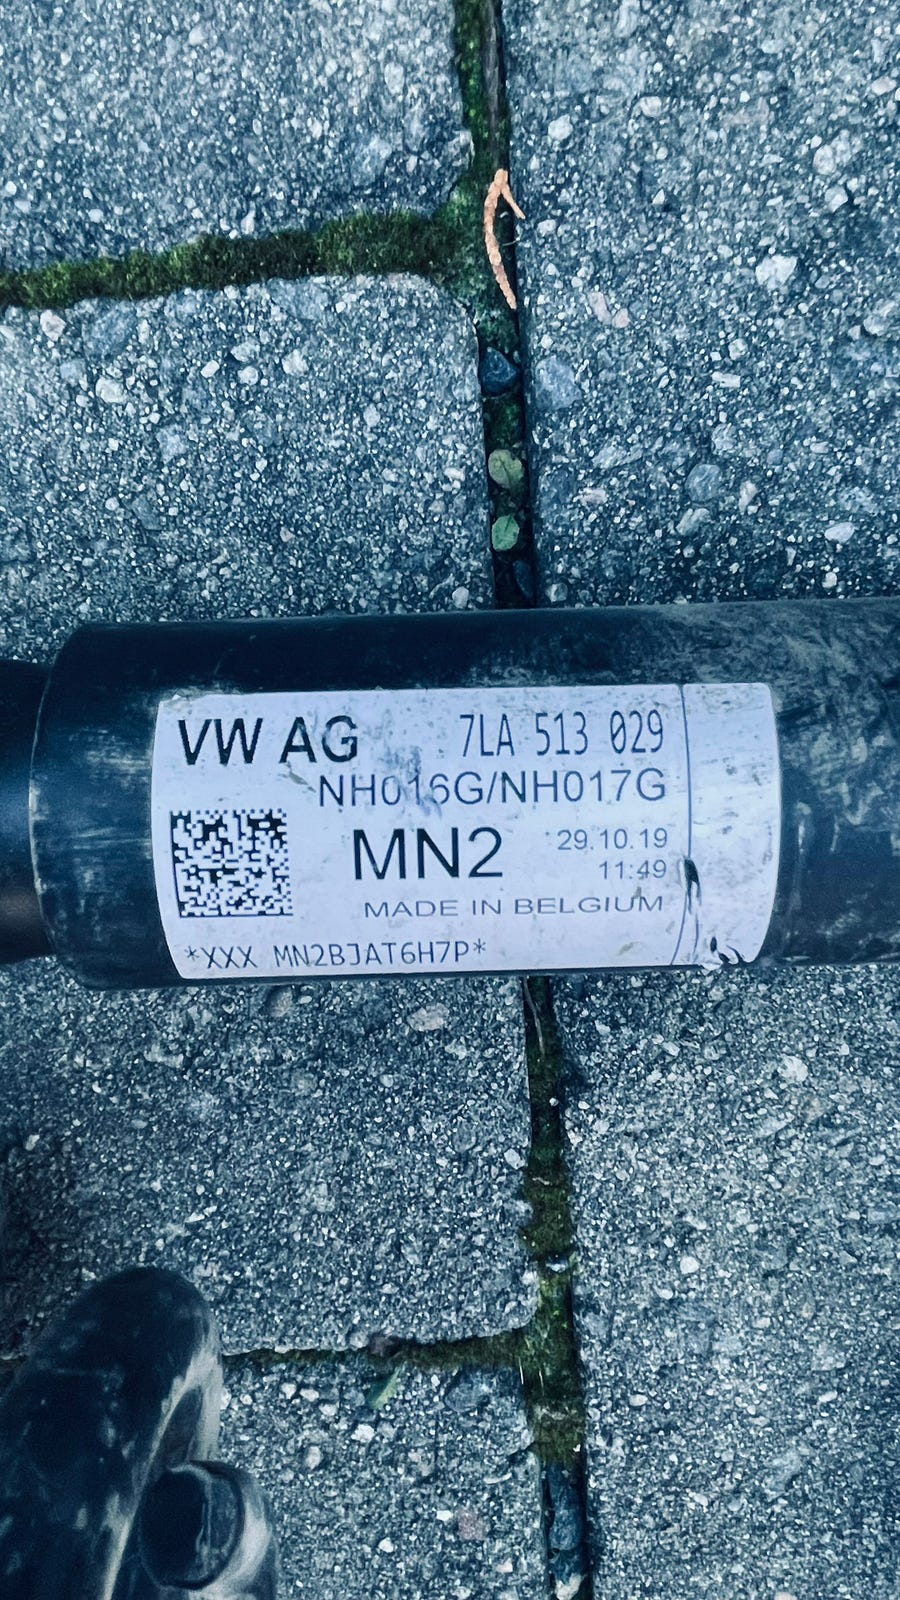 VW AG 7LA 513 029
NH016G/NH017G
MN2 29.10.19
11:49
MADE IN BELGIUM
*XXX MN2BJAT6H7P*